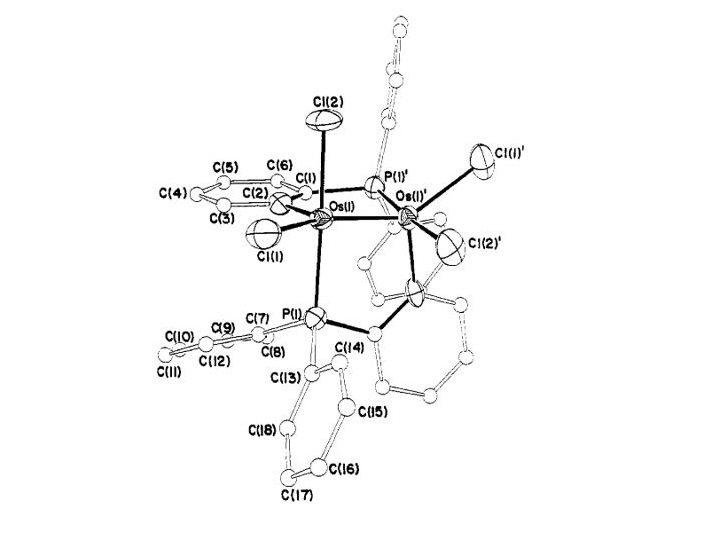 Cl(2)
Cl(1)'
C(5)
C(6)
C(1)
P(1)'
C(4)
C(2)
Os(1)'
C(3)
Os(1)
Cl(1)
Cl(2)'
P(1)
C(7)
C(9)
C(10)
C(8)
C(12)
C(11)
C(14)
C(13)
C(15)
C(18)
C(16)
C(17)